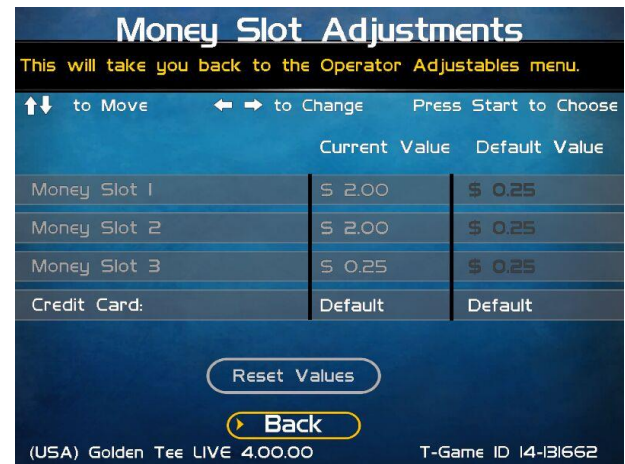 Money Slot Adjustments
This will take you back to the Operator Adjustables menu.
to Move to Change Press Start to Choose
Current Value Default Value
Money Slot 1 $ 2.00 $ 0.25
Money Slot 2 $ 2.00 $ 0.25
Money Slot 3 $ 0.25 $ 0.25
Credit Card: Default Default
Reset Values
Back
(USA) Golden Tee LIVE 4.00.00 T-Game ID 14-131662